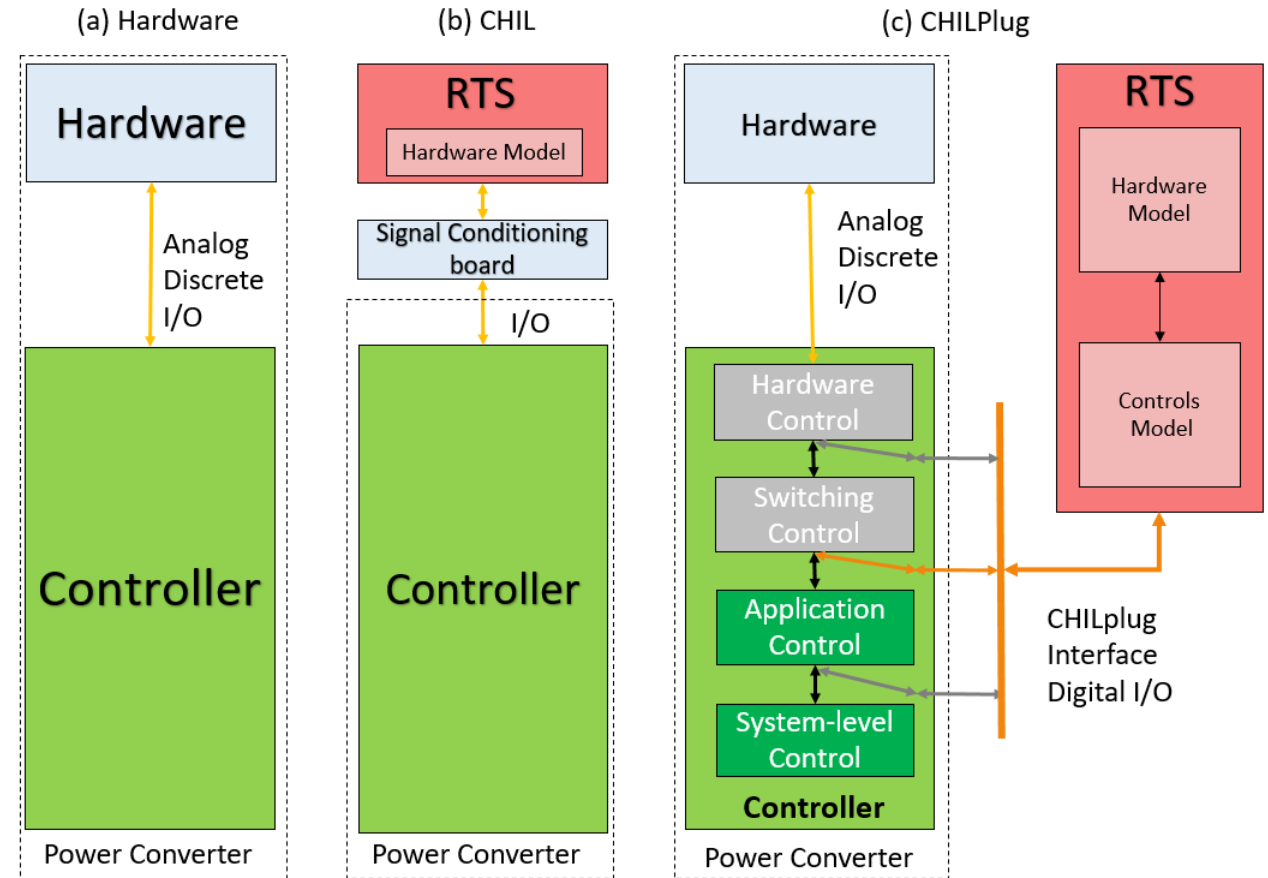 (a) Hardware
Hardware
Analog
Discrete
I/O
Controller
Power Converter
(b) CHIL
RTS
Hardware Model
Signal Conditioning
board
I/O
Controller
Power Converter
(c) CHILPlug
Hardware
Analog
Discrete
I/O
Hardware
Control
Switching
Control
Application
Control
System-level
Control
Controller
Power Converter
RTS
Hardware
Model
Controls
Model
CHILplug
Interface
Digital I/O